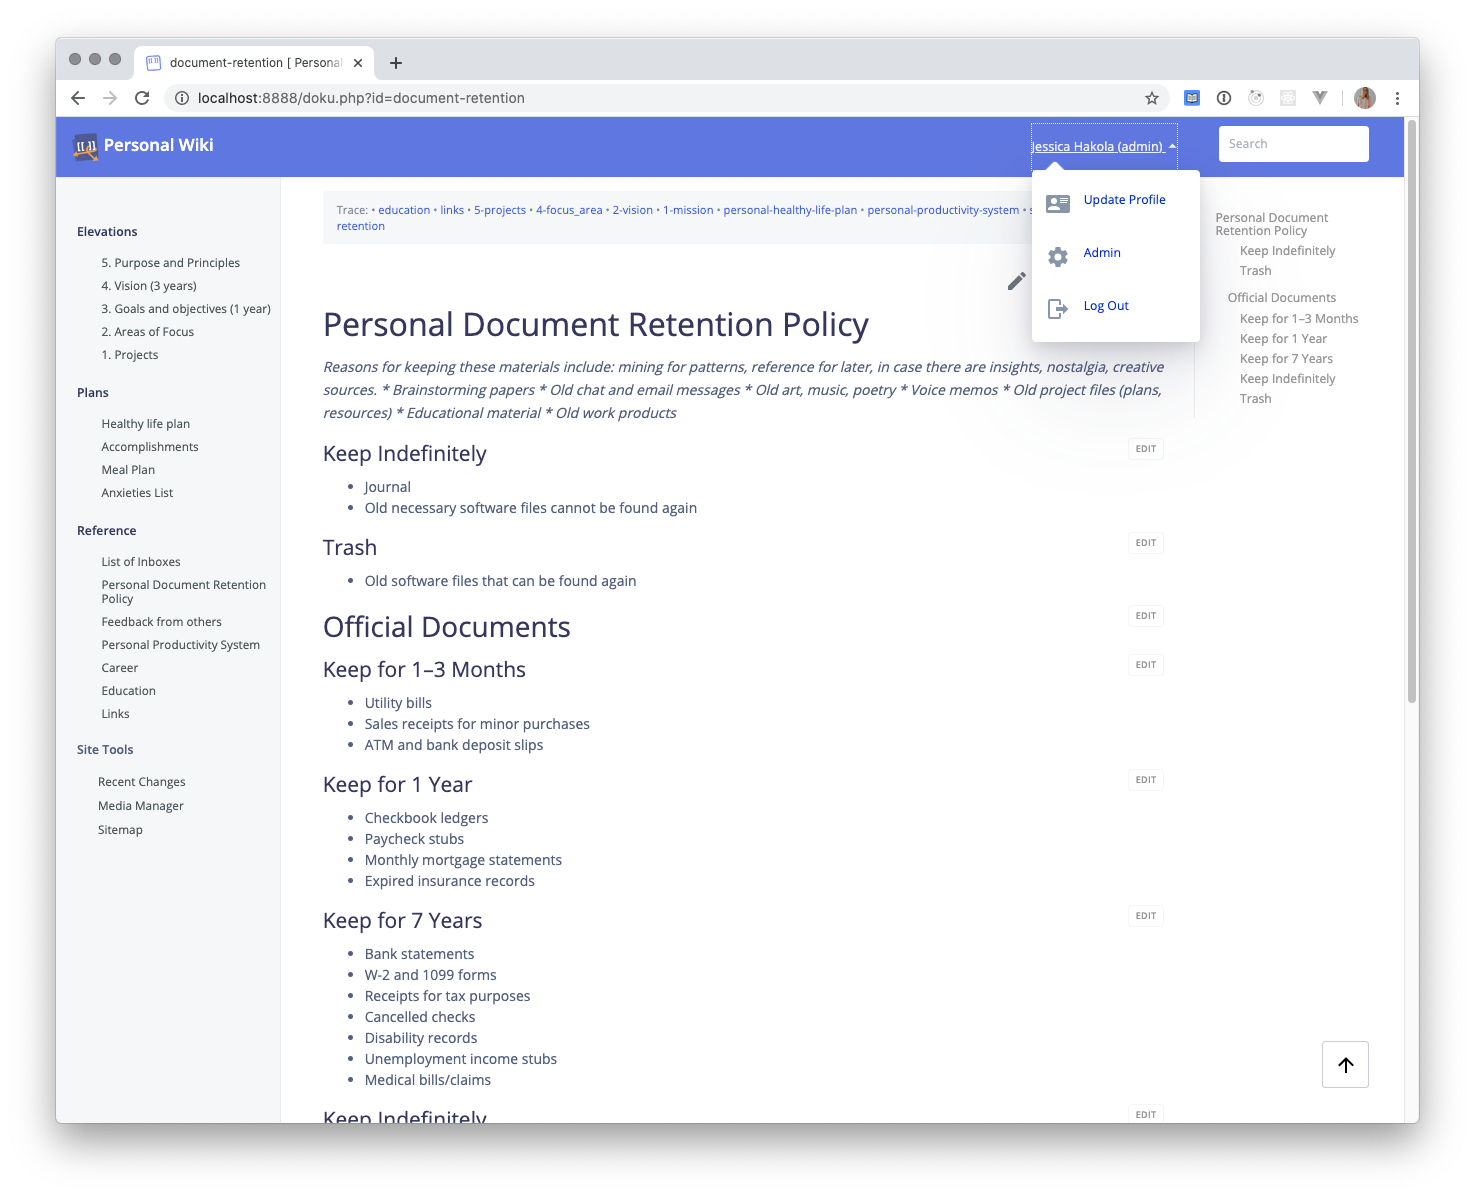 document-retention [ Persona
localhost:8888/doku.php?id=document-retention
Personal Wiki
Jessica Hakola (admin)
Search
Update Profile
Admin
Log Out
Elevations
5. Purpose and Principles
4. Vision (3 years)
3. Goals and objectives (1 year)
2. Areas of Focus
1. Projects
Plans
Healthy life plan
Accomplishments
Meal Plan
Anxieties List
Reference
List of Inboxes
Personal Document Retention
Policy
Feedback from others
Personal Productivity System
Career
Education
Links
Site Tools
Recent Changes
Media Manager
Sitemap
Trace: • education • links • 5-projects • 4-focus_area • 2-vision • 1-mission • personal-healthy-life-plan • personal-productivity-system •
retention
Personal Document Retention Policy
Reasons for keeping these materials include: mining for patterns, reference for later, in case there are insights, nostalgia, creative
sources. * Brainstorming papers * Old chat and email messages * Old art, music, poetry * Voice memos * Old project files (plans,
resources) * Educational material * Old work products
Keep Indefinitely
EDIT
• Journal
• Old necessary software files cannot be found again
Trash
EDIT
• Old software files that can be found again
Official Documents
EDIT
Keep for 1–3 Months
EDIT
• Utility bills
• Sales receipts for minor purchases
• ATM and bank deposit slips
Keep for 1 Year
EDIT
• Checkbook ledgers
• Paycheck stubs
• Monthly mortgage statements
• Expired insurance records
Keep for 7 Years
EDIT
• Bank statements
• W-2 and 1099 forms
• Receipts for tax purposes
• Cancelled checks
• Disability records
• Unemployment income stubs
• Medical bills/claims
Keep Indefinitely
EDIT
Personal Document
Retention Policy
Keep Indefinitely
Trash
Official Documents
Keep for 1–3 Months
Keep for 1 Year
Keep for 7 Years
Keep Indefinitely
Trash